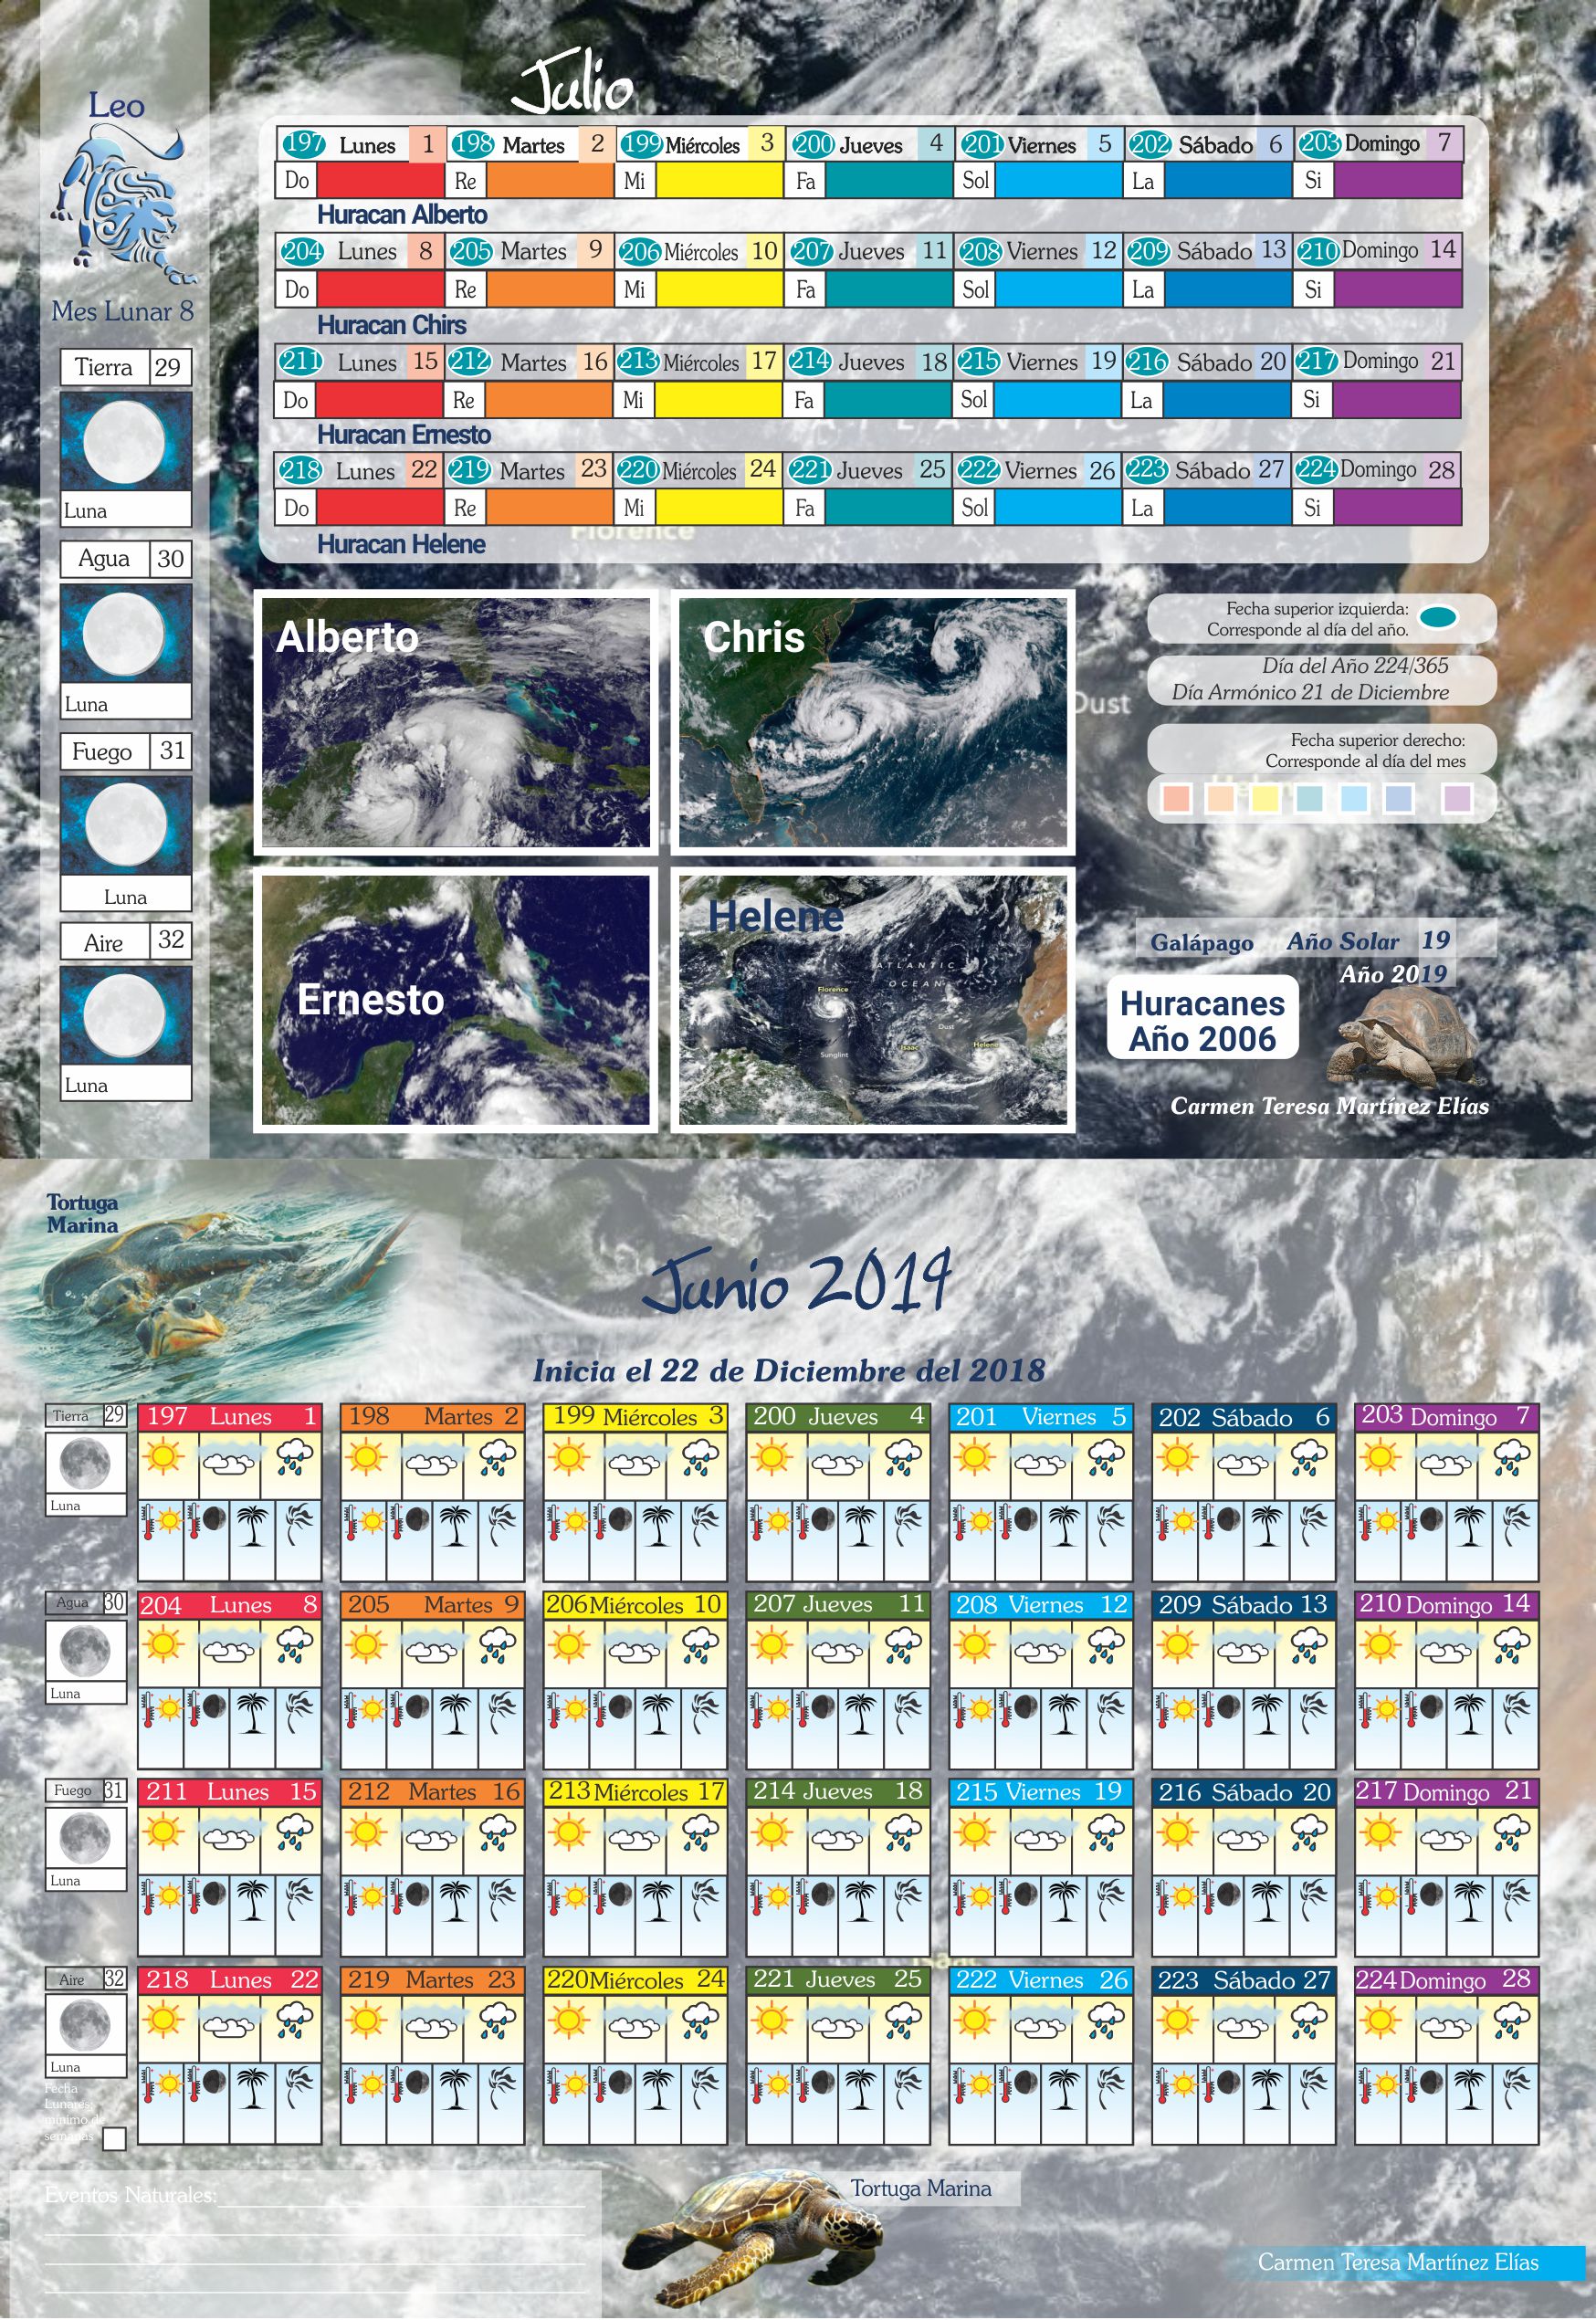 Julio
Leo
Mes Lunar 8
Tierra 29
Luna
Agua 30
Luna
Fuego 31
Luna
Aire 32
Luna
197 Lunes 1 198 Martes 2 199 Miércoles 3 200 Jueves 4 201 Viernes 5 202 Sábado 6 203 Domingo 7
Do Re Mi Fa Sol La Si
Huracan Alberto
204 Lunes 8 205 Martes 9 206 Miércoles 10 207 Jueves 11 208 Viernes 12 209 Sábado 13 210 Domingo 14
Do Re Mi Fa Sol La Si
Huracan Chirs
211 Lunes 15 212 Martes 16 213 Miércoles 17 214 Jueves 18 215 Viernes 19 216 Sábado 20 217 Domingo 21
Do Re Mi Fa Sol La Si
Huracan Ernesto
218 Lunes 22 219 Martes 23 220 Miércoles 24 221 Jueves 25 222 Viernes 26 223 Sábado 27 224 Domingo 28
Do Re Mi Fa Sol La Si
Florence
Huracan Helene
Alberto
Chris
Dust
Ernesto
Helene
ATLANTIC
OCEAN
Florence
Dust
Isaac
Helene
Sunglint
Fecha superior izquierda:
Corresponde al día del año.
Día del Año 224/365
Día Armónico 21 de Diciembre
Fecha superior derecho:
Corresponde al día del mes
Galápago Año Solar 19
Año 2019
Huracanes
Año 2006
Carmen Teresa Martínez Elías
Tortuga
Marina
Junio 2019
Inicia el 22 de Diciembre del 2018
Tierra 29 197 Lunes 1 198 Martes 2 199 Miércoles 3 200 Jueves 4 201 Viernes 5 202 Sábado 6 203 Domingo 7
Luna
Agua 30 204 Lunes 8 205 Martes 9 206 Miércoles 10 207 Jueves 11 208 Viernes 12 209 Sábado 13 210 Domingo 14
Luna
Fuego 31 211 Lunes 15 212 Martes 16 213 Miércoles 17 214 Jueves 18 215 Viernes 19 216 Sábado 20 217 Domingo 21
Luna
Isaac
Aire 32 218 Lunes 22 219 Martes 23 220 Miércoles 24 221 Jueves 25 222 Viernes 26 223 Sábado 27 224 Domingo 28
Luna
Fecha
Lunares:
mínimo de
semanas
Eventos Naturales:
Tortuga Marina
Carmen Teresa Martínez Elías